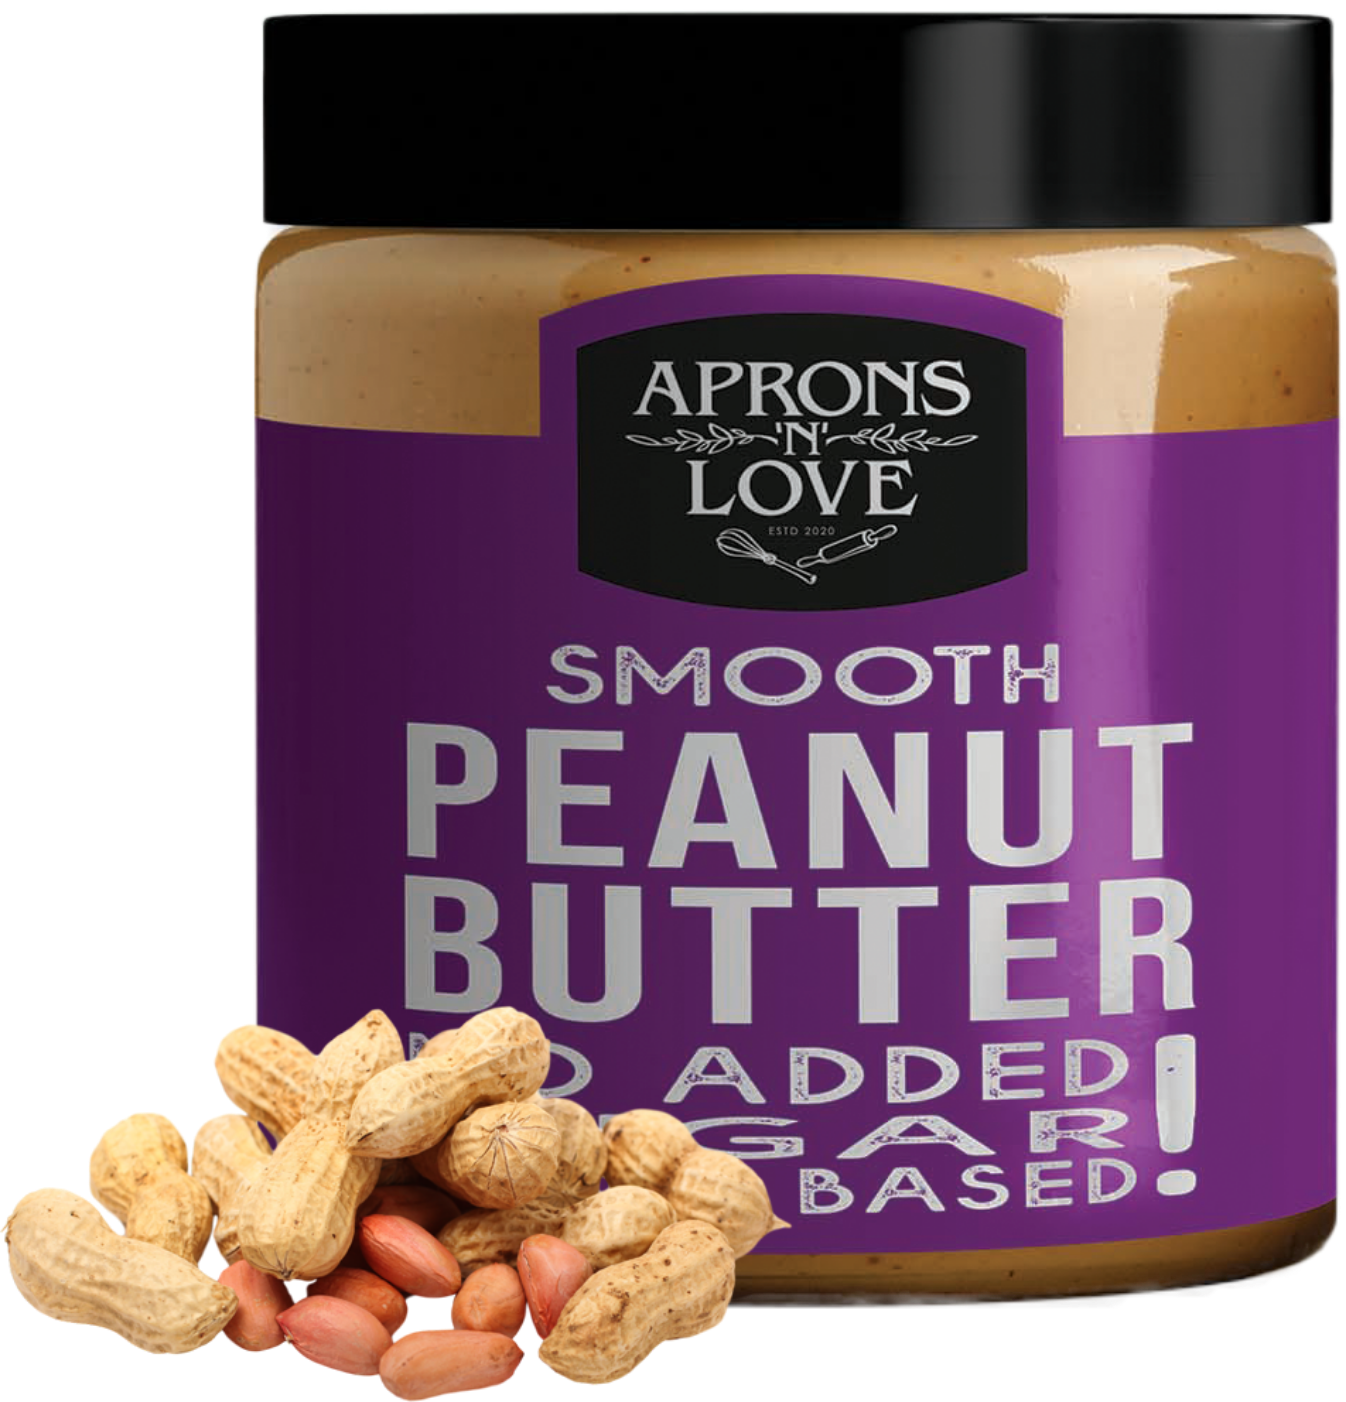 APRONS
'N'
LOVE
ESTD 2020
SMOOTH
PEANUT
BUTTER
ADDED
BASED!